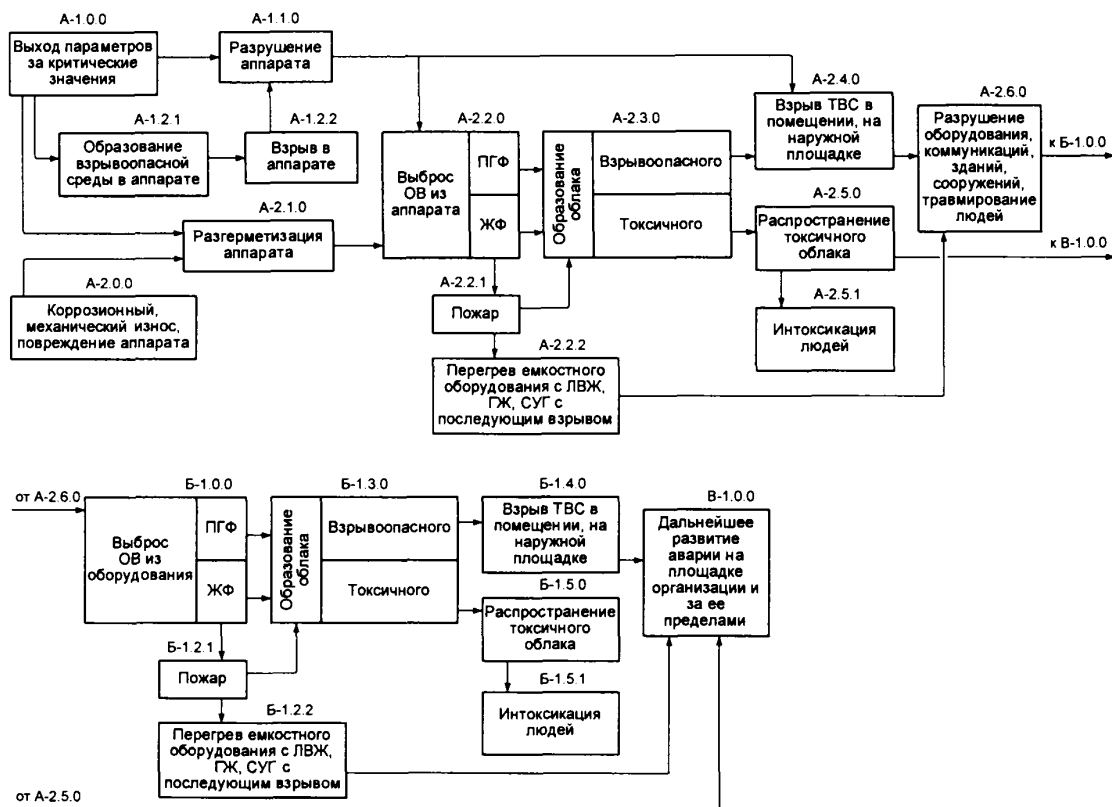 А-1.0.0
Выход параметров
за критические
значения
А-1.1.0
Разрушение
аппарата
А-1.2.1
Образование
взрывоопасной
среды в аппарате
А-1.2.2
Взрыв в
аппарате
А-2.1.0
Разгерметизация
аппарата
А-2.0.0
Коррозионный,
механический износ,
повреждение аппарата
А-2.2.0
Выброс
ОВ из
аппарата
ПГФ
ЖФ
А-2.2.1
Пожар
А-2.2.2
Перегрев емкостного
оборудования с ЛВЖ,
ГЖ, СУГ с
последующим взрывом
А-2.3.0
Образование
облака
Взрывоопасного
Токсичного
А-2.4.0
Взрыв ТВС в
помещении, на
наружной
площадке
А-2.5.0
Распространение
токсичного
облака
А-2.5.1
Интоксикация
людей
А-2.6.0
Разрушение
оборудования,
коммуникаций,
зданий,
сооружений,
травмирование
людей
к Б-1.0.0
к В-1.0.0
от А-2.6.0
Б-1.0.0
Выброс
ОВ из
оборудования
ПГФ
ЖФ
Б-1.2.1
Пожар
Б-1.2.2
Перегрев емкостного
оборудования с ЛВЖ,
ГЖ, СУГ с
последующим взрывом
Б-1.3.0
Образование
облака
Взрывоопасного
Токсичного
Б-1.4.0
Взрыв ТВС в
помещении, на
наружной
площадке
Б-1.5.0
Распространение
токсичного
облака
Б-1.5.1
Интоксикация
людей
В-1.0.0
Дальнейшее
развитие
аварии на
площадке
организации и
за ее
пределами
от А-2.5.0